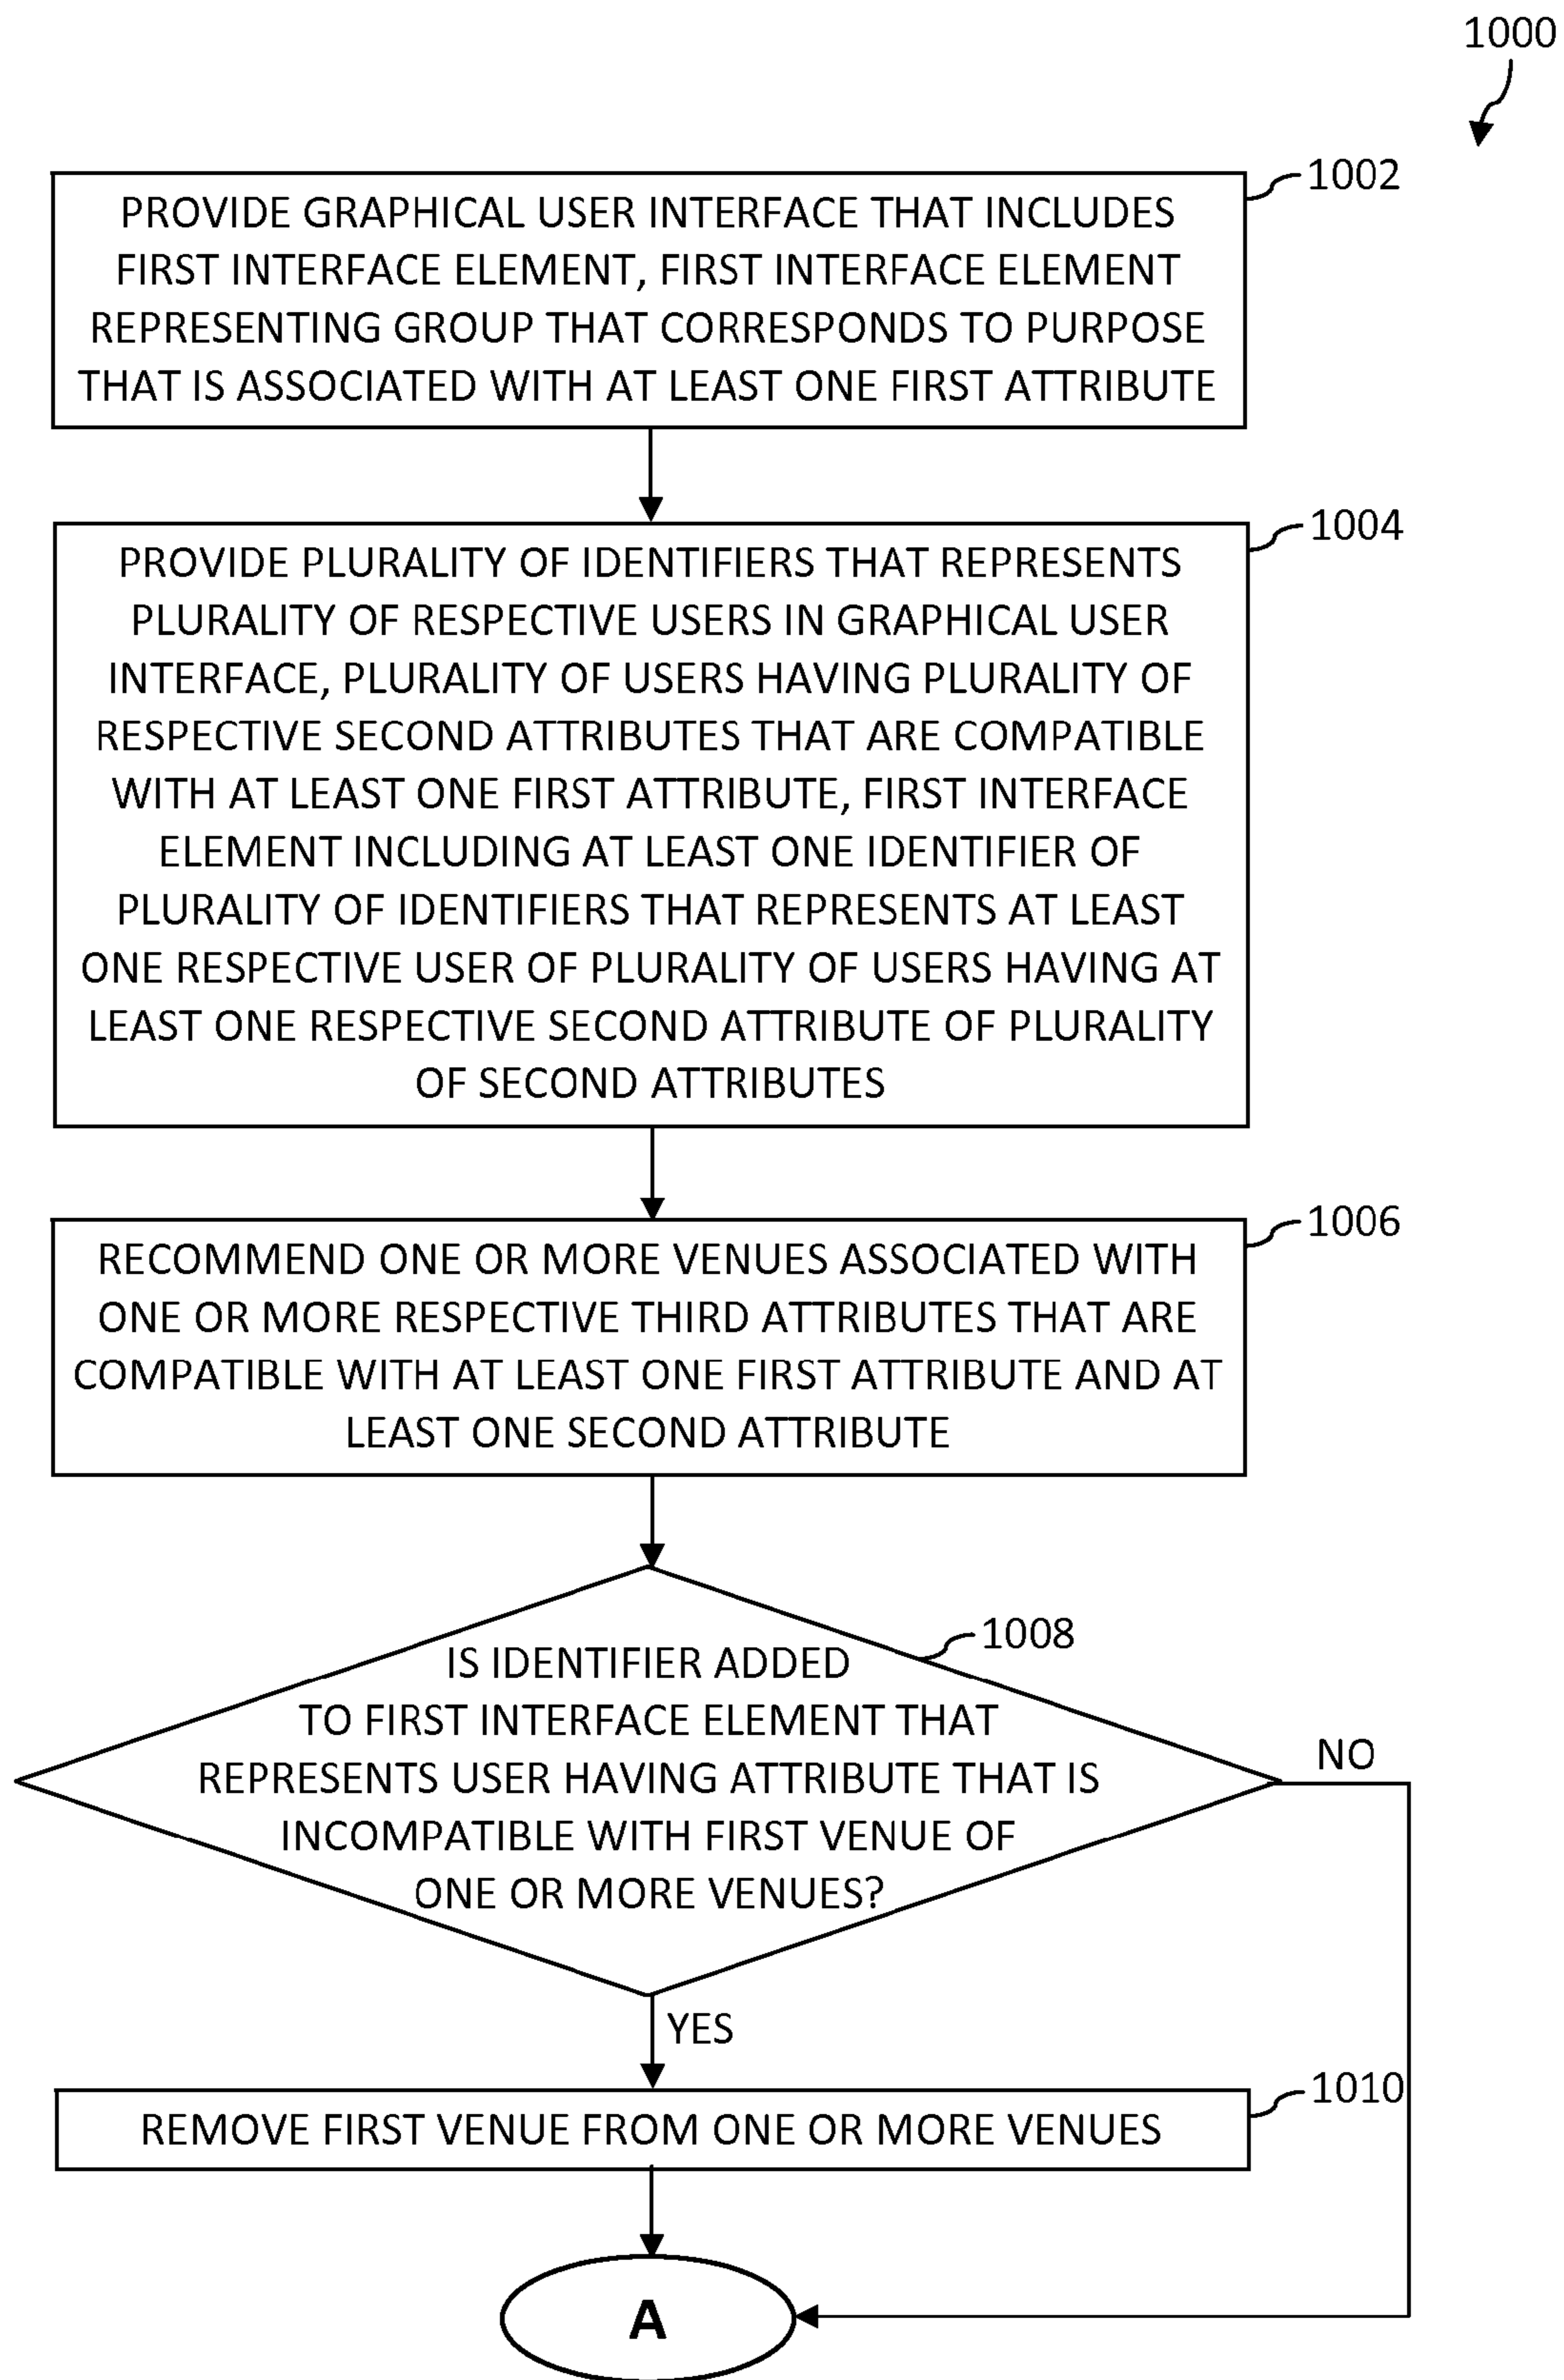 1000
1002
PROVIDE GRAPHICAL USER INTERFACE THAT INCLUDES
FIRST INTERFACE ELEMENT, FIRST INTERFACE ELEMENT
REPRESENTING GROUP THAT CORRESPONDS TO PURPOSE
THAT IS ASSOCIATED WITH AT LEAST ONE FIRST ATTRIBUTE
1004
PROVIDE PLURALITY OF IDENTIFIERS THAT REPRESENTS
PLURALITY OF RESPECTIVE USERS IN GRAPHICAL USER
INTERFACE, PLURALITY OF USERS HAVING PLURALITY OF
RESPECTIVE SECOND ATTRIBUTES THAT ARE COMPATIBLE
WITH AT LEAST ONE FIRST ATTRIBUTE, FIRST INTERFACE
ELEMENT INCLUDING AT LEAST ONE IDENTIFIER OF
PLURALITY OF IDENTIFIERS THAT REPRESENTS AT LEAST
ONE RESPECTIVE USER OF PLURALITY OF USERS HAVING AT
LEAST ONE RESPECTIVE SECOND ATTRIBUTE OF PLURALITY
OF SECOND ATTRIBUTES
1006
RECOMMEND ONE OR MORE VENUES ASSOCIATED WITH
ONE OR MORE RESPECTIVE THIRD ATTRIBUTES THAT ARE
COMPATIBLE WITH AT LEAST ONE FIRST ATTRIBUTE AND AT
LEAST ONE SECOND ATTRIBUTE
1008
IS IDENTIFIER ADDED
TO FIRST INTERFACE ELEMENT THAT
REPRESENTS USER HAVING ATTRIBUTE THAT IS
INCOMPATIBLE WITH FIRST VENUE OF
ONE OR MORE VENUES?
NO
YES
1010
REMOVE FIRST VENUE FROM ONE OR MORE VENUES
A